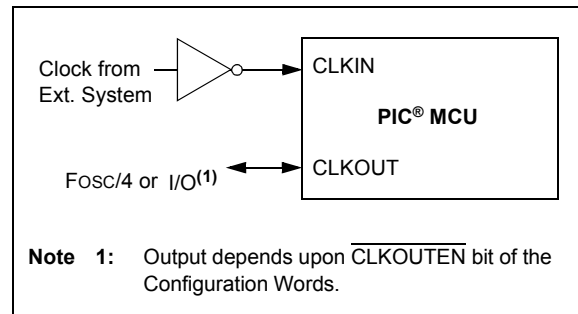 Clock from
Ext. System
CLKIN
PIC® MCU
FOSC/4 or I/O(1)
CLKOUT
Note 1: Output depends upon CLKOUTEN bit of the
Configuration Words.